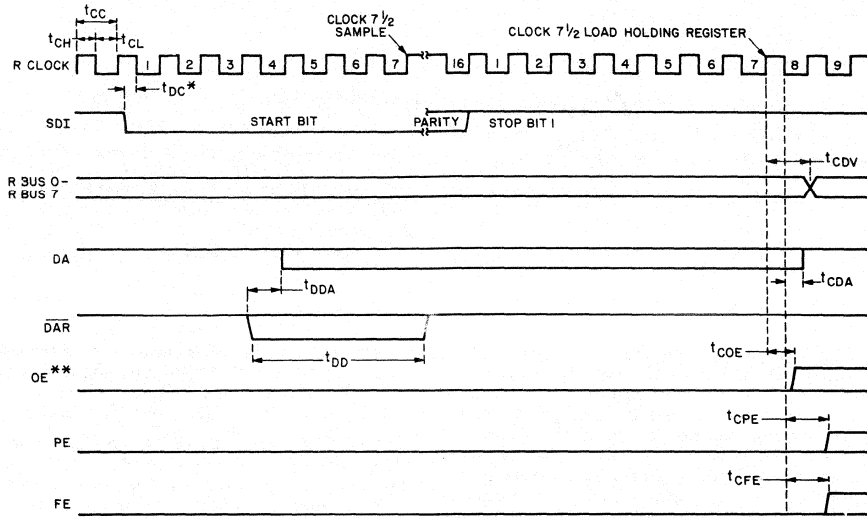 tCC
tCH tCL
CLOCK 7 1/2
SAMPLE
CLOCK 7 1/2 LOAD HOLDING REGISTER
R CLOCK 1 2 3 4 5 6 7 16 1 2 3 4 5 6 7 8 9
tDC*
SDI START BIT PARITY STOP BIT 1
tCDV
R BUS 0-
R BUS 7
DA
tDDA tCDA
DAR
tDD
tCOE
OE**
tCPE
PE
tCFE
FE